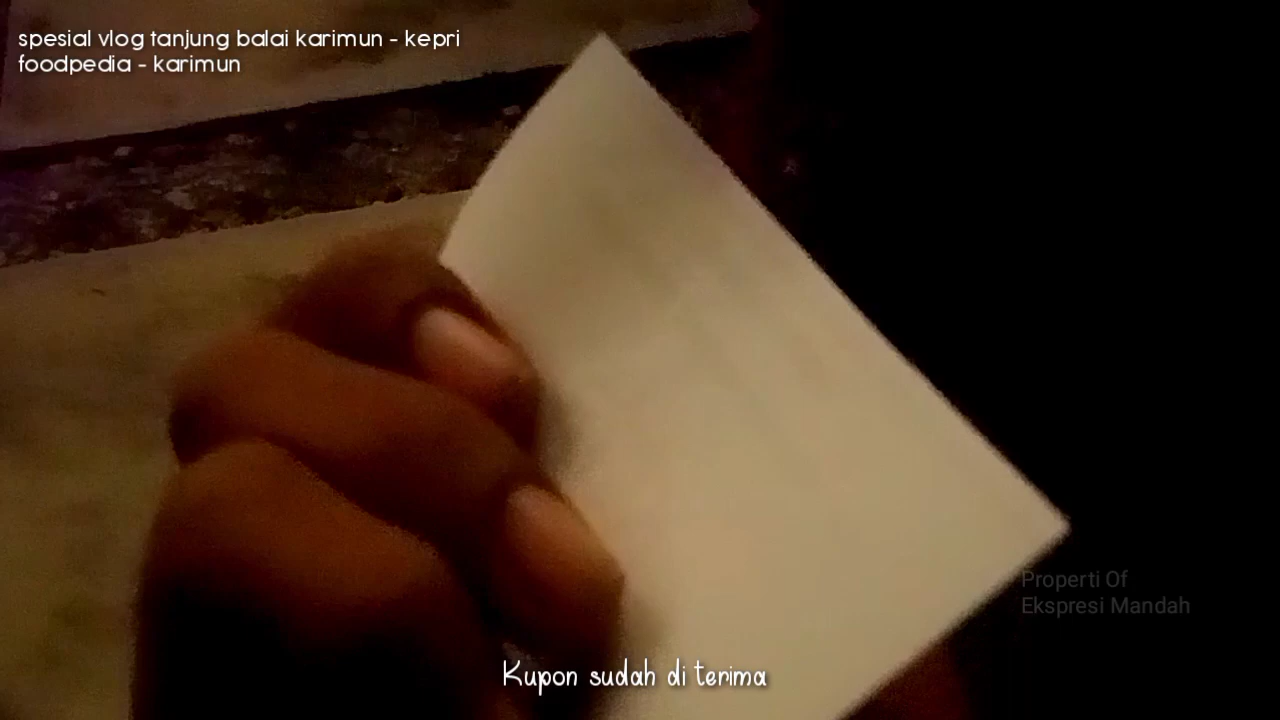 spesial vlog tanjung balai karimun - kepri
foodpedia - karimun
Properti Of
Ekspresi Mandah
Kupon sudah di terima